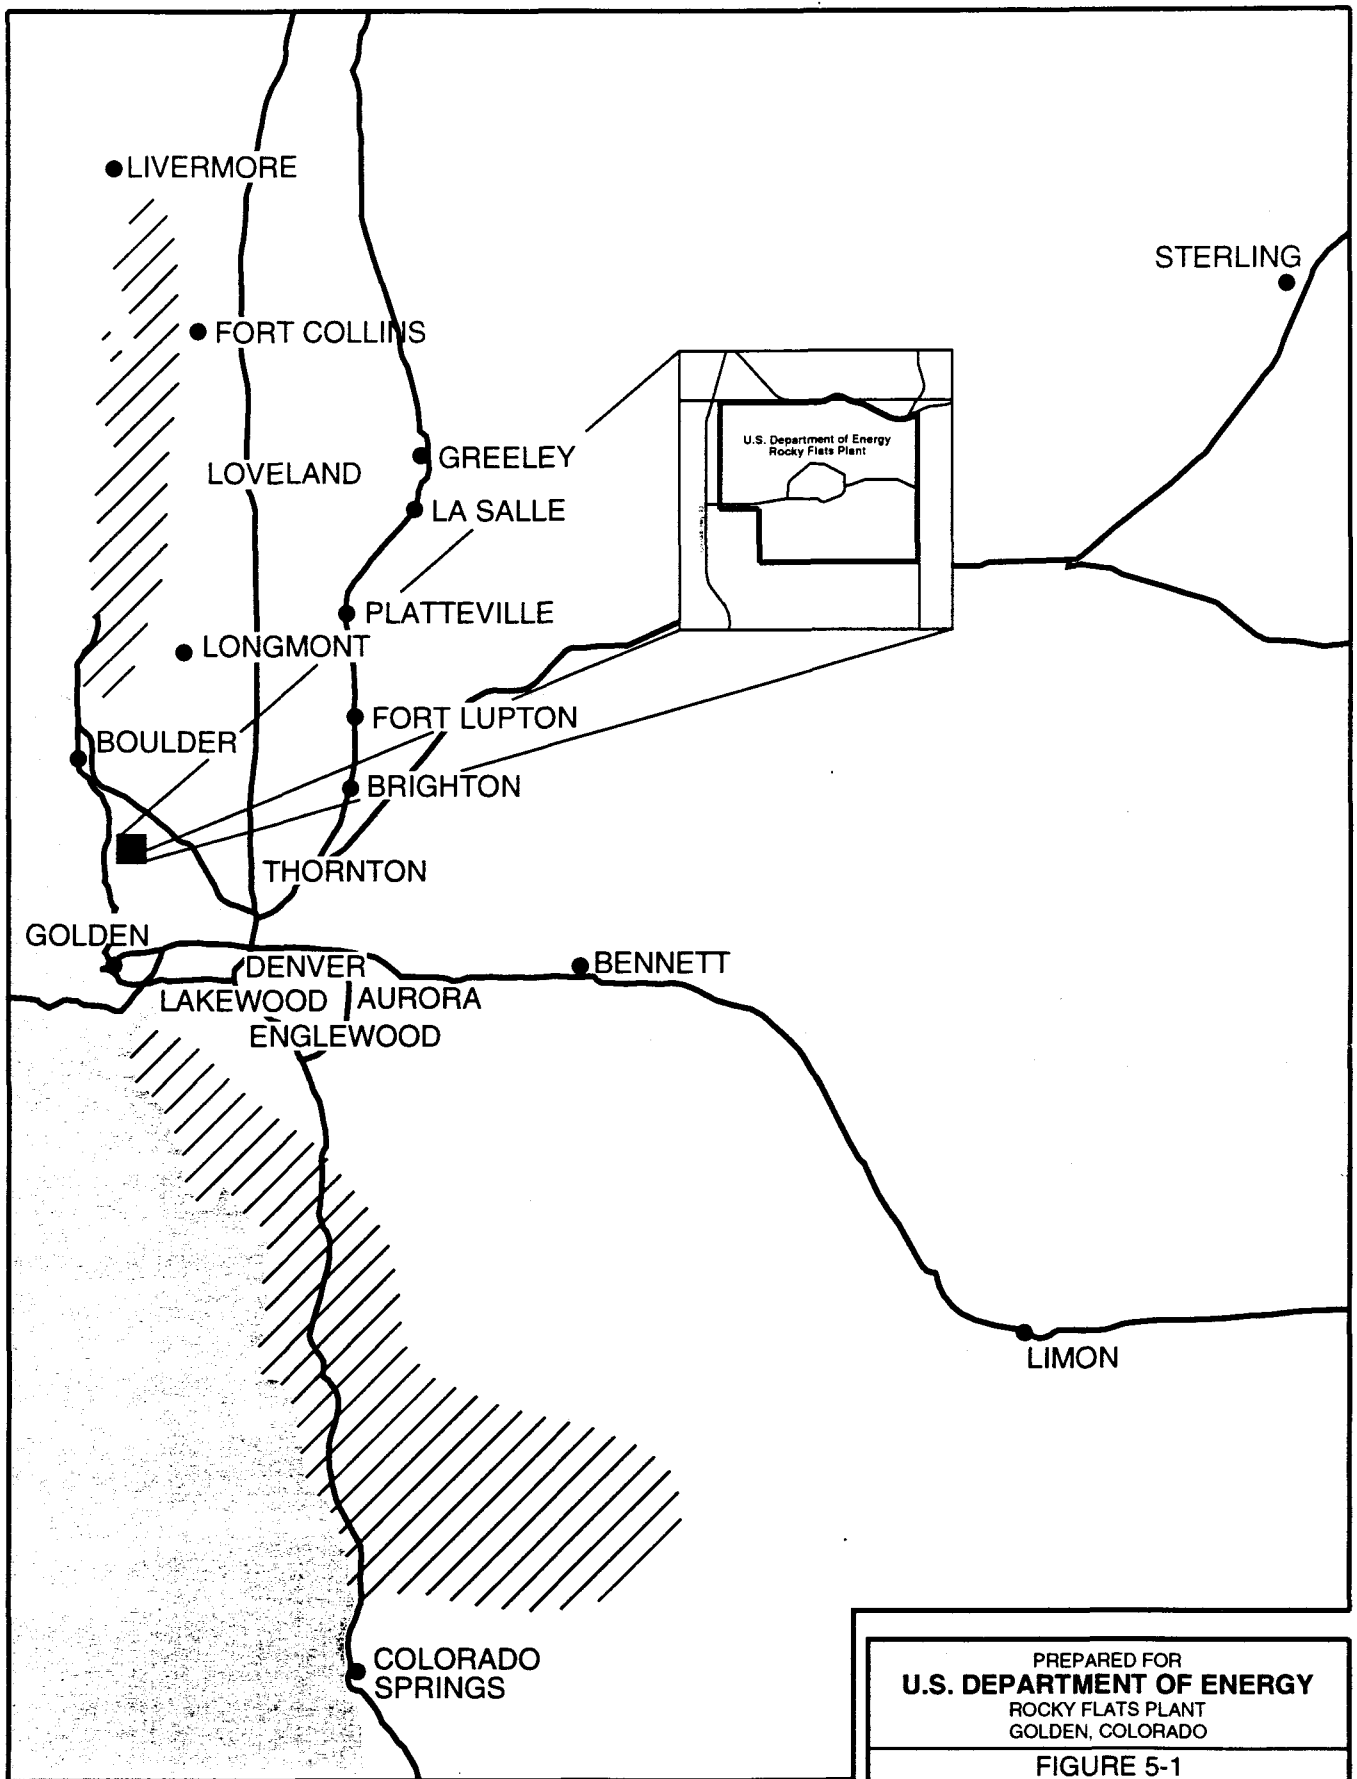 LIVERMORE
STERLING
FORT COLLINS
U.S. Department of Energy
Rocky Flats Plant
GREELEY
LOVELAND
LA SALLE
PLATTEVILLE
LONGMONT
FORT LUPTON
BOULDER
BRIGHTON
THORNTON
GOLDEN
DENVER
BENNETT
LAKEWOOD
AURORA
ENGLEWOOD
LIMON
COLORADO
SPRINGS
PREPARED FOR
U.S. DEPARTMENT OF ENERGY
ROCKY FLATS PLANT
GOLDEN, COLORADO
FIGURE 5-1